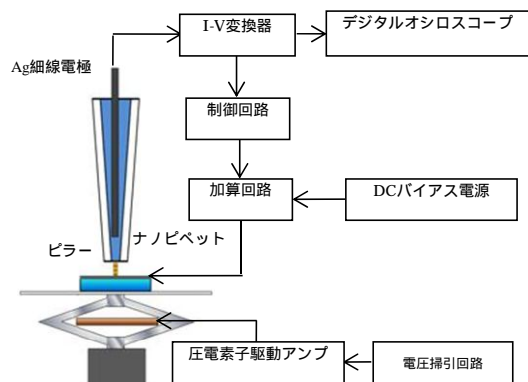 I-V変換器
デジタルオシロスコープ
Ag細線電極
制御回路
加算回路
DCバイアス電源
ナノピペット
ピラー
圧電素子駆動アンプ
電圧掃引回路